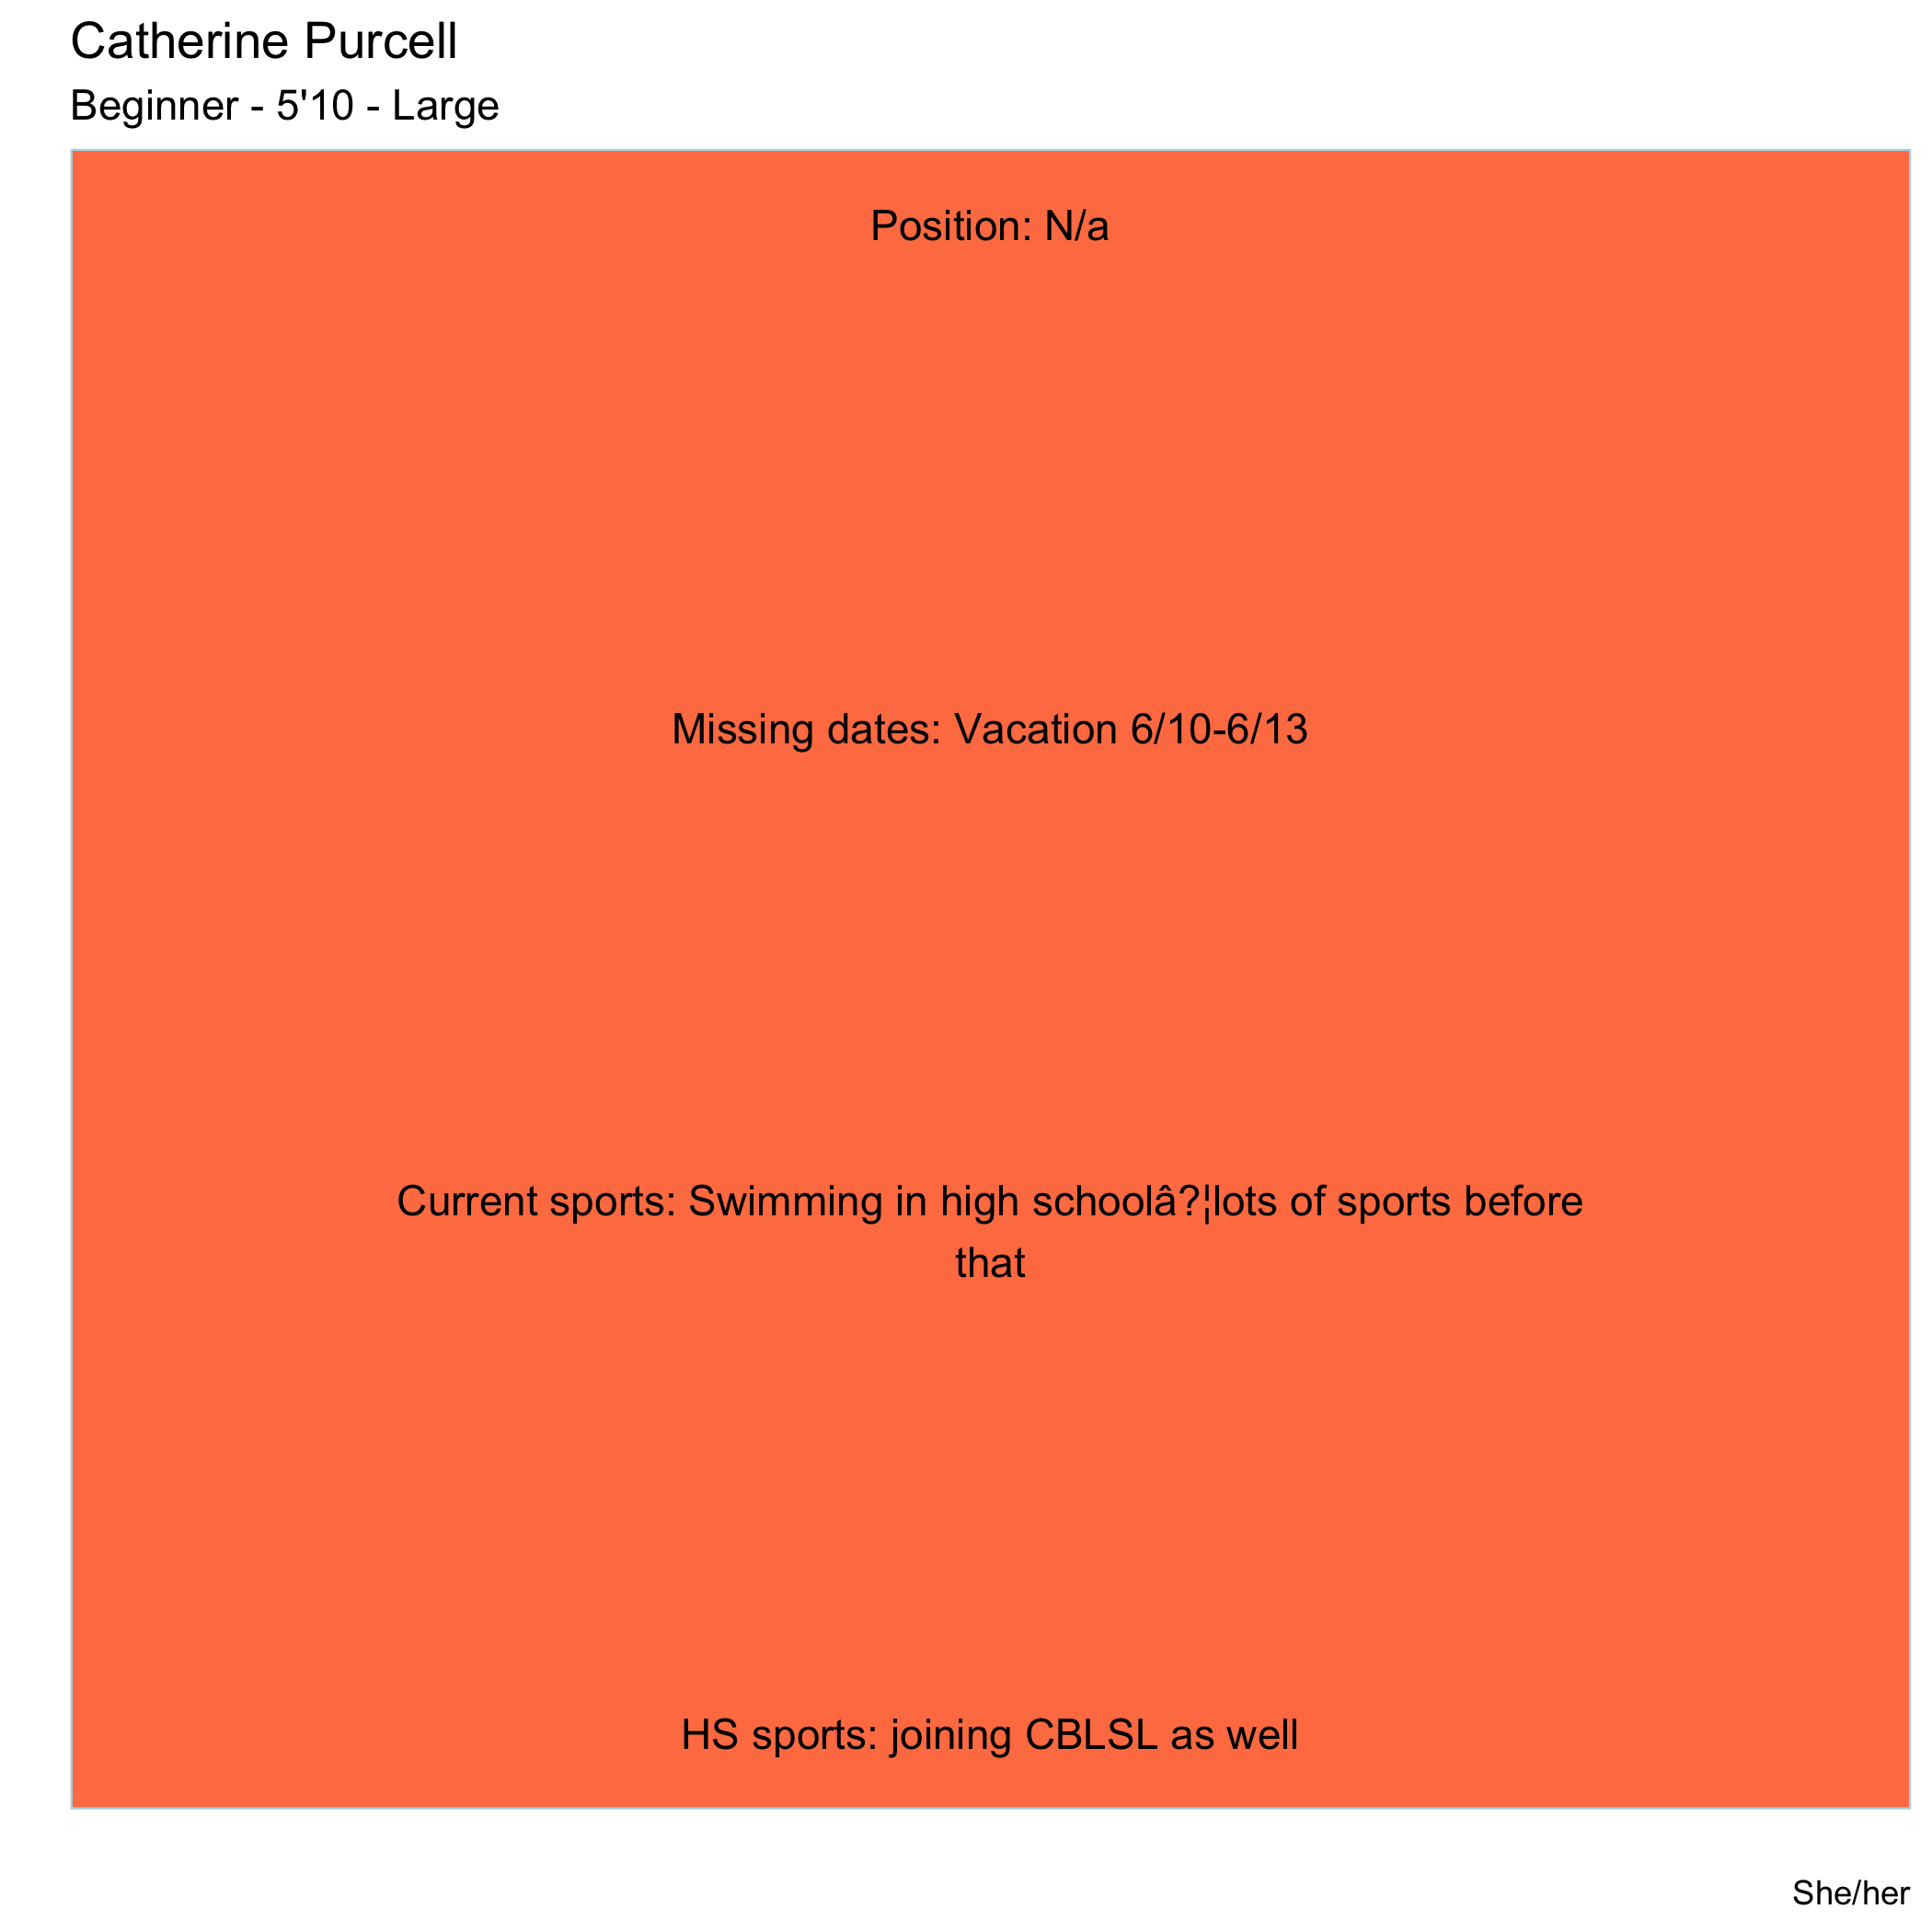 Catherine Purcell
Beginner - 5'10 - Large
Position: N/a
Missing dates: Vacation 6/10-6/13
Current sports: Swimming in high schoolâ?¦lots of sports before
that
HS sports: joining CBLSL as well
She/her